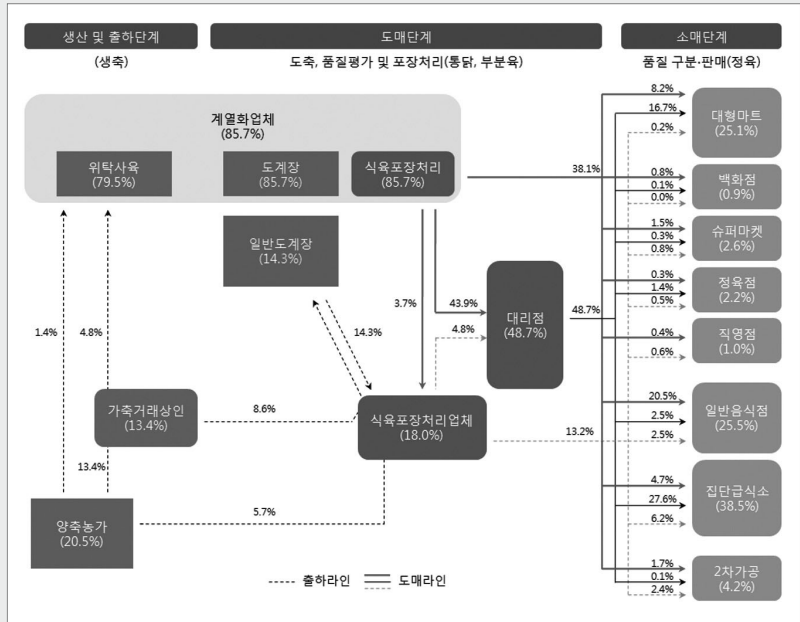 생산 및 출하단계
도매단계
소매단계
(생축)
도축, 품질평가 및 포장처리(통닭, 부분육)
품질 구분·판매(정육)
계열화업체
(85.7%)
위탁사육
(79.5%)
도계장
(85.7%)
식육포장처리
(85.7%)
일반도계장
(14.3%)
38.1%
3.7%
43.9%
4.8%
14.3%
대리점
(48.7%)
48.7%
1.4%
4.8%
가축거래상인
(13.4%)
8.6%
식육포장처리업체
(18.0%)
13.2%
13.4%
양축농가
(20.5%)
5.7%
8.2%
16.7%
0.2%
대형마트
(25.1%)
0.8%
0.1%
0.0%
백화점
(0.9%)
1.5%
0.3%
0.8%
슈퍼마켓
(2.6%)
0.3%
1.4%
0.5%
정육점
(2.2%)
0.4%
0.6%
직영점
(1.0%)
20.5%
2.5%
2.5%
일반음식점
(25.5%)
4.7%
27.6%
6.2%
집단급식소
(38.5%)
1.7%
0.1%
2.4%
2차가공
(4.2%)
출하라인
도매라인